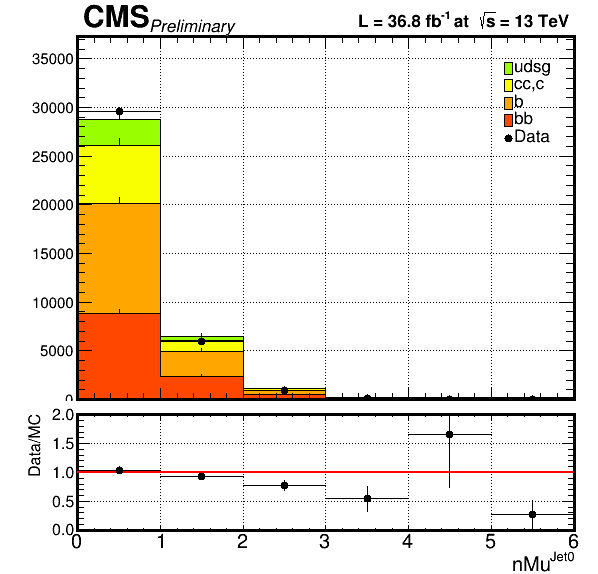 CMS Preliminary L = 36.8 fb⁻¹ at √s = 13 TeV
35000
30000
25000
20000
15000
10000
5000
0
udsg
cc,c
b
bb
Data
Data/MC
2.0
1.5
1.0
0.5
0.0
0 1 2 3 4 5 6
nMu^Jet0